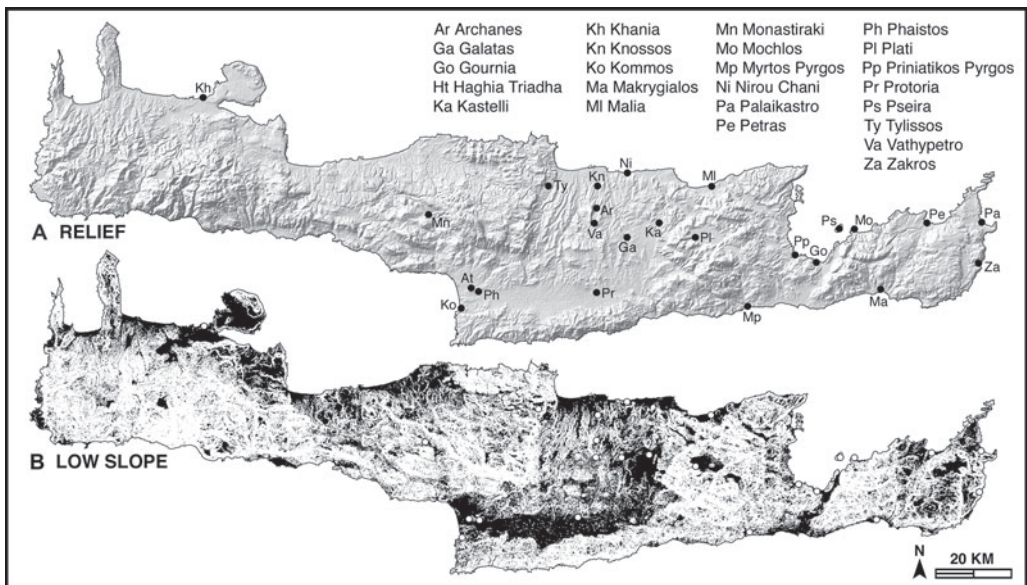 Ar Archanes
Ga Galatas
Go Gournia
Ht Haghia Triadha
Ka Kastelli
Kh Khania
Kn Knossos
Ko Kommos
Ma Makrygialos
Ml Malia
Mn Monastiraki
Mo Mochlos
Mp Myrtos Pyrgos
Ni Nirou Chani
Pa Palaikastro
Pe Petras
Ph Phaistos
Pl Plati
Pp Priniatikos Pyrgos
Pr Protoria
Ps Pseira
Ty Tylissos
Va Vathypetro
Za Zakros
Kh
Ni
Ty
Kn
Ml
Mn
Ar
Va
Ka
Ga
Pl
Ps
Mo
Pe
Pa
Pp
Go
Za
A RELIEF
At
Ph
Pr
Ko
Mp
Ma
B LOW SLOPE
N
20 KM